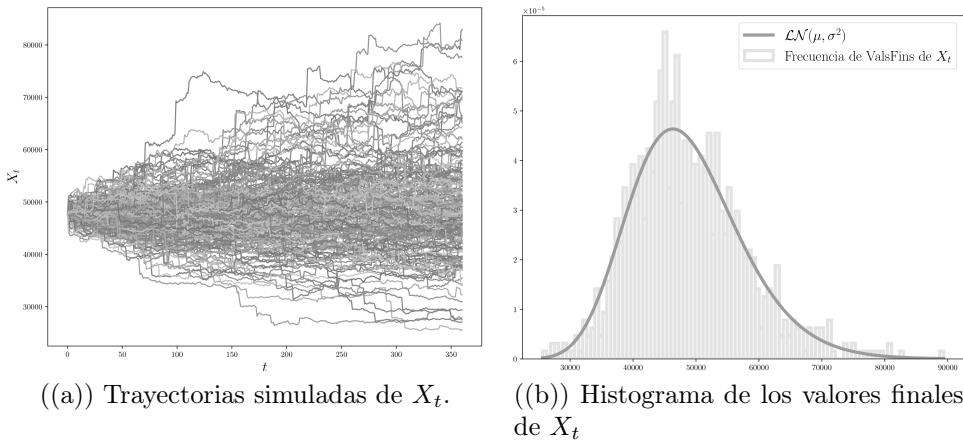 80000
70000
60000
50000
40000
30000
X_t
0 50 100 150 200 250 300 350
t
×10⁻⁵
6
5
4
3
2
1
0
30000 40000 50000 60000 70000 80000 90000
ℒ𝒩(μ, σ²)
Frecuencia de ValsFins de X_t
((a)) Trayectorias simuladas de X_t.
((b)) Histograma de los valores finales
de X_t